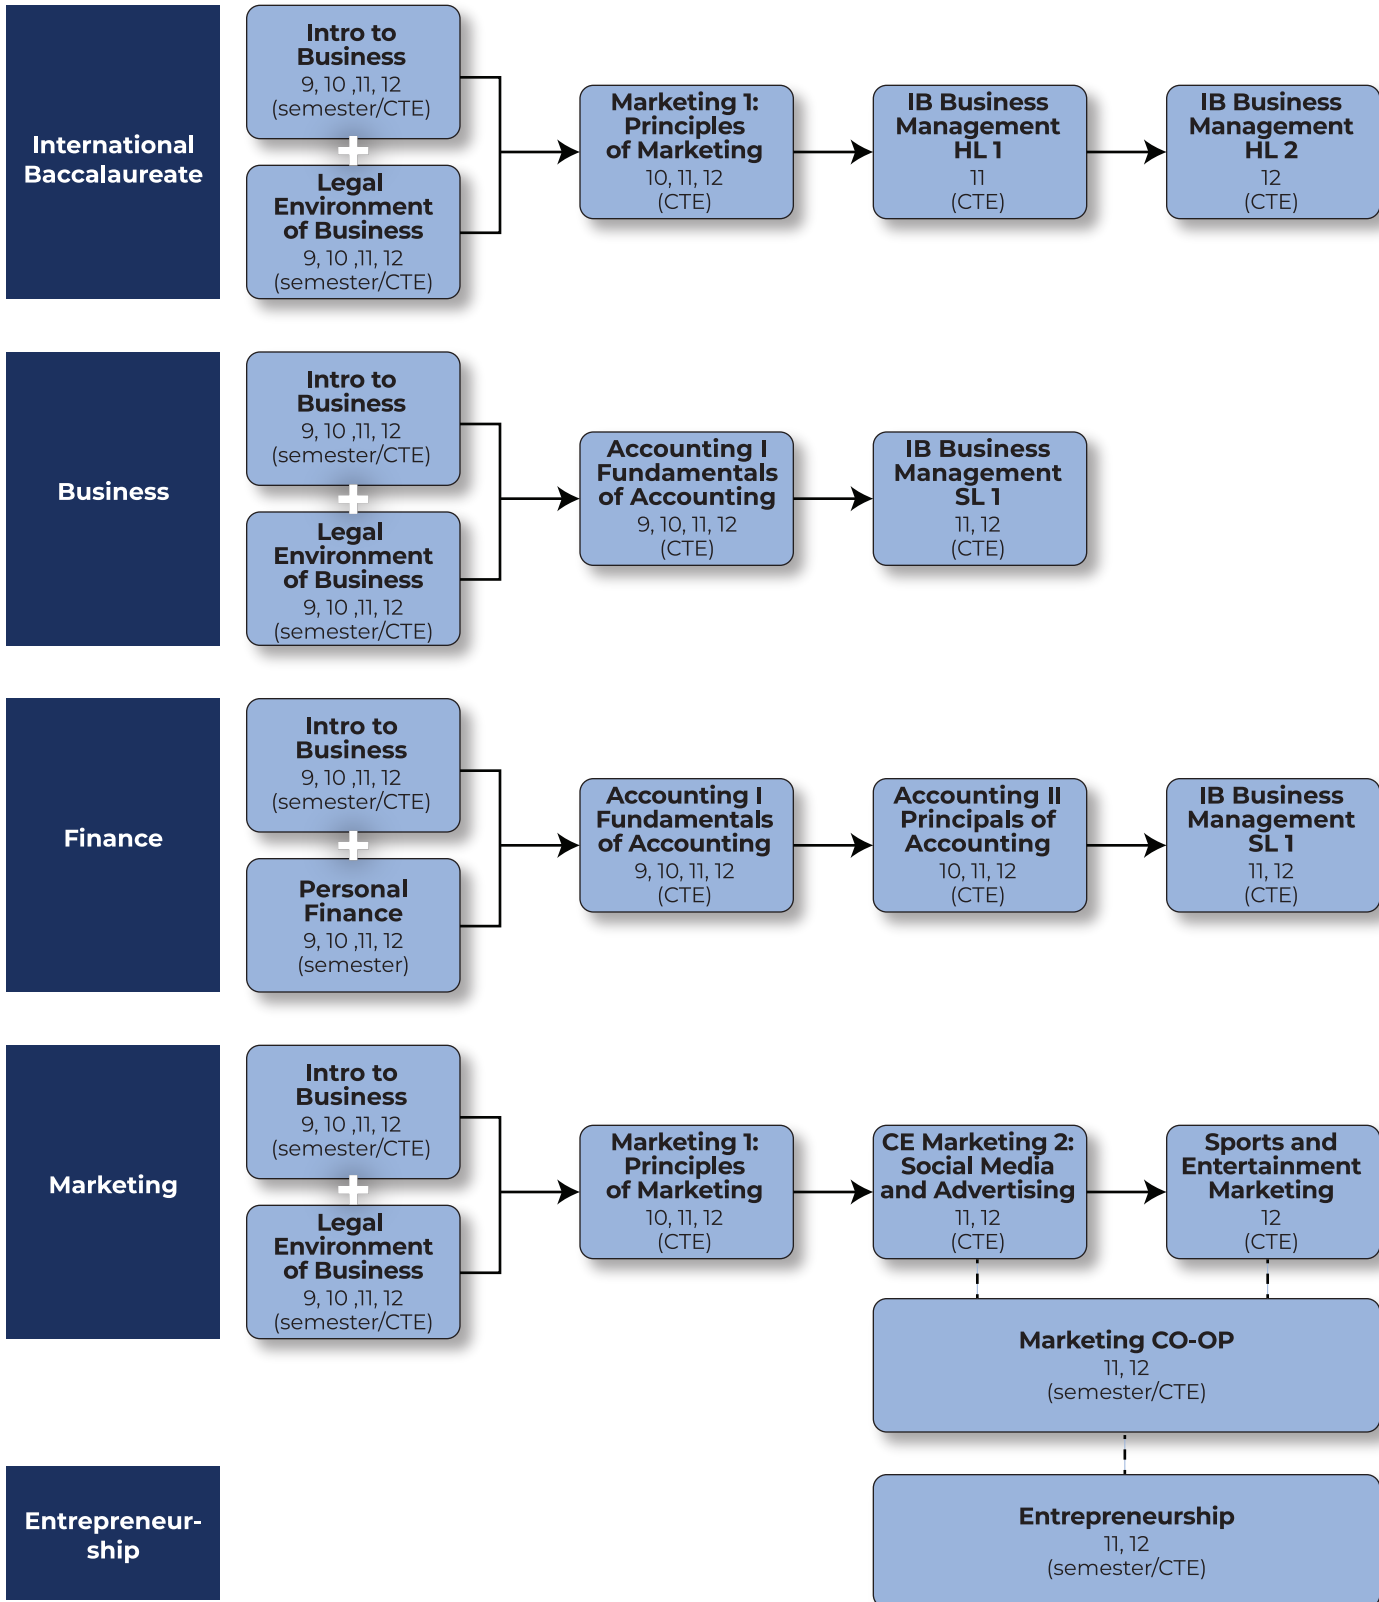 International
Baccalaureate
Intro to
Business
9, 10 ,11, 12
(semester/CTE)
+
Legal
Environment
of Business
9, 10 ,11, 12
(semester/CTE)
Marketing 1:
Principles
of Marketing
10, 11, 12
(CTE)
IB Business
Management
HL 1
11
(CTE)
IB Business
Management
HL 2
12
(CTE)
Business
Intro to
Business
9, 10 ,11, 12
(semester/CTE)
+
Legal
Environment
of Business
9, 10 ,11, 12
(semester/CTE)
Accounting I
Fundamentals
of Accounting
9, 10, 11, 12
(CTE)
IB Business
Management
SL 1
11, 12
(CTE)
Finance
Intro to
Business
9, 10 ,11, 12
(semester/CTE)
+
Personal
Finance
9, 10 ,11, 12
(semester)
Accounting I
Fundamentals
of Accounting
9, 10, 11, 12
(CTE)
Accounting II
Principals of
Accounting
10, 11, 12
(CTE)
IB Business
Management
SL 1
11, 12
(CTE)
Marketing
Intro to
Business
9, 10 ,11, 12
(semester/CTE)
+
Legal
Environment
of Business
9, 10 ,11, 12
(semester/CTE)
Marketing 1:
Principles
of Marketing
10, 11, 12
(CTE)
CE Marketing 2:
Social Media
and Advertising
11, 12
(CTE)
Sports and
Entertainment
Marketing
12
(CTE)
Marketing CO-OP
11, 12
(semester/CTE)
Entrepreneur-
ship
Entrepreneurship
11, 12
(semester/CTE)